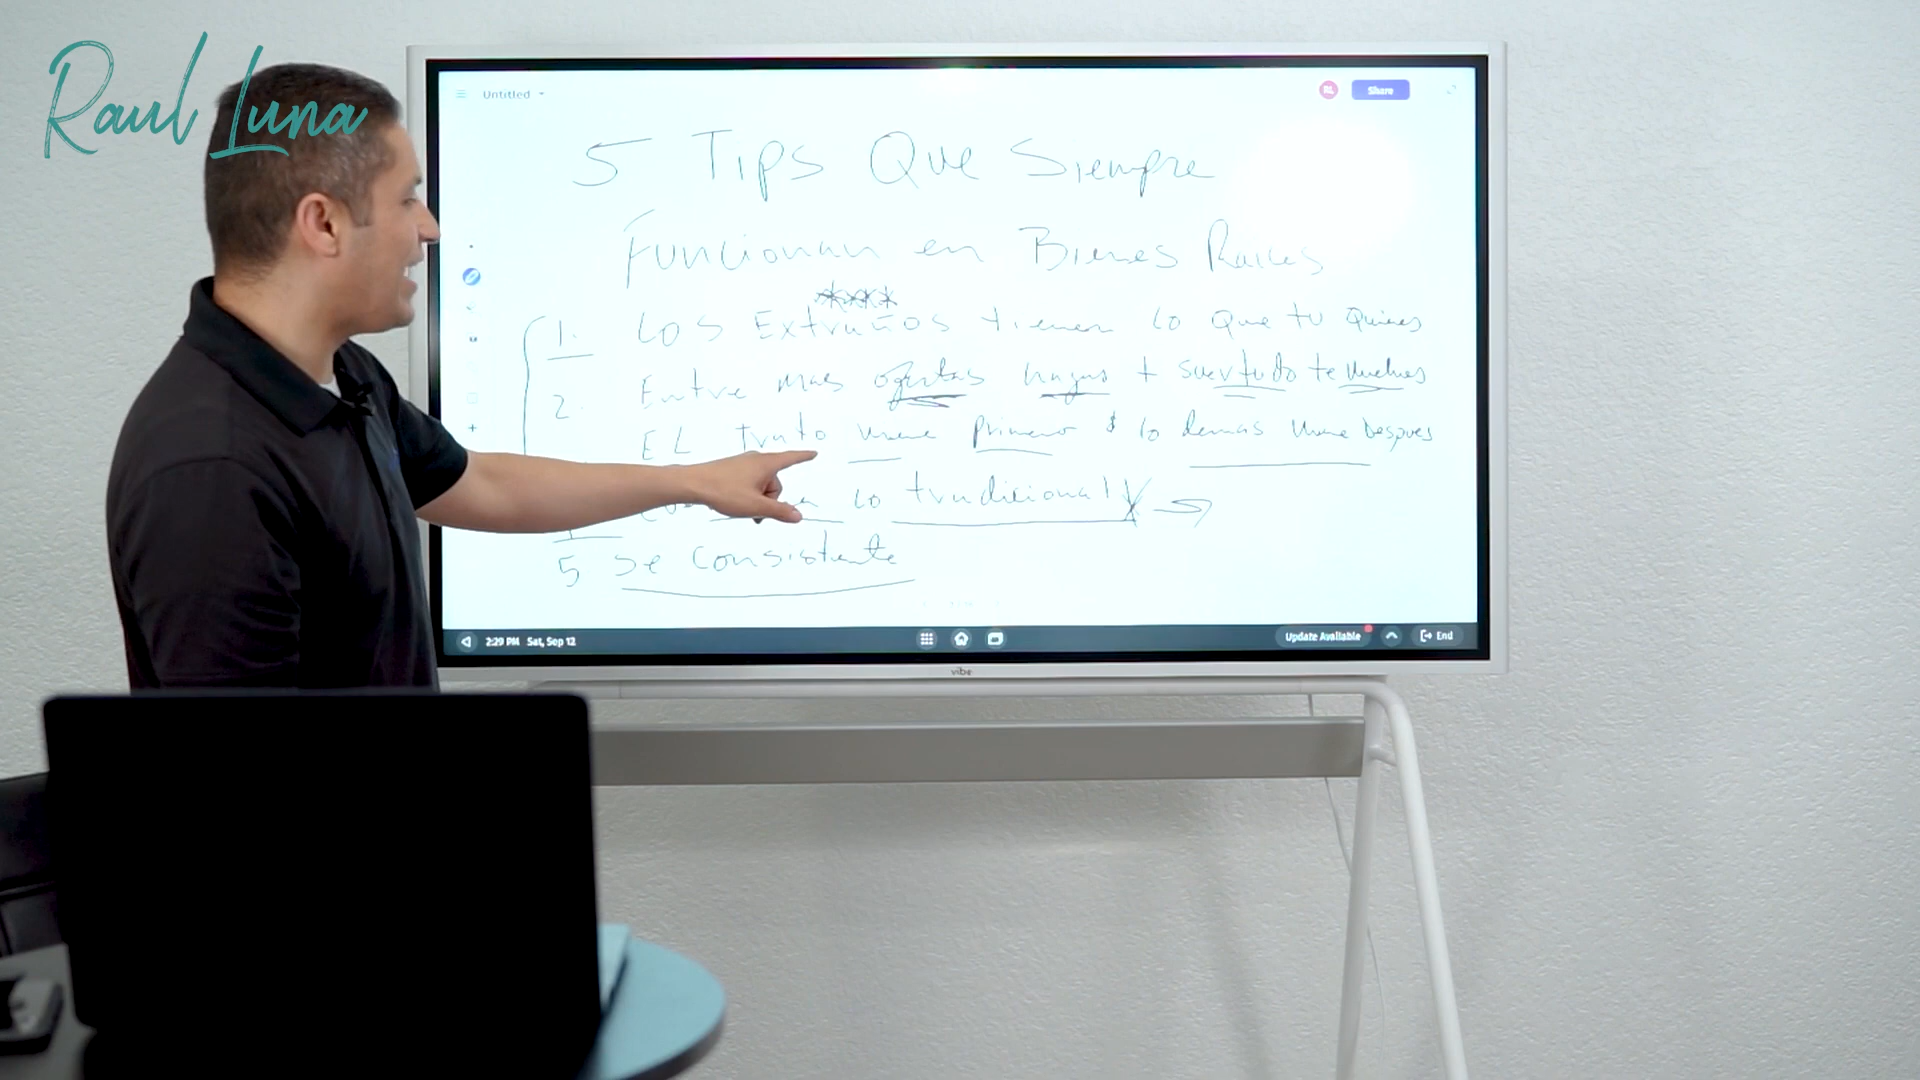 Raul Luna
Untitled
RL
Share
5 Tips Que Siempre
Funcionan en Bienes Raices
1. Los Extraños tienen lo que tu quieres
2. Entre mas ofertas hagas + suertudo te vuelves
EL trato viene primero $ lo demas viene Despues
lo tradicional
5 Se consistente
2:29 PM Sat, Sep 12
Update Available
End
vibe